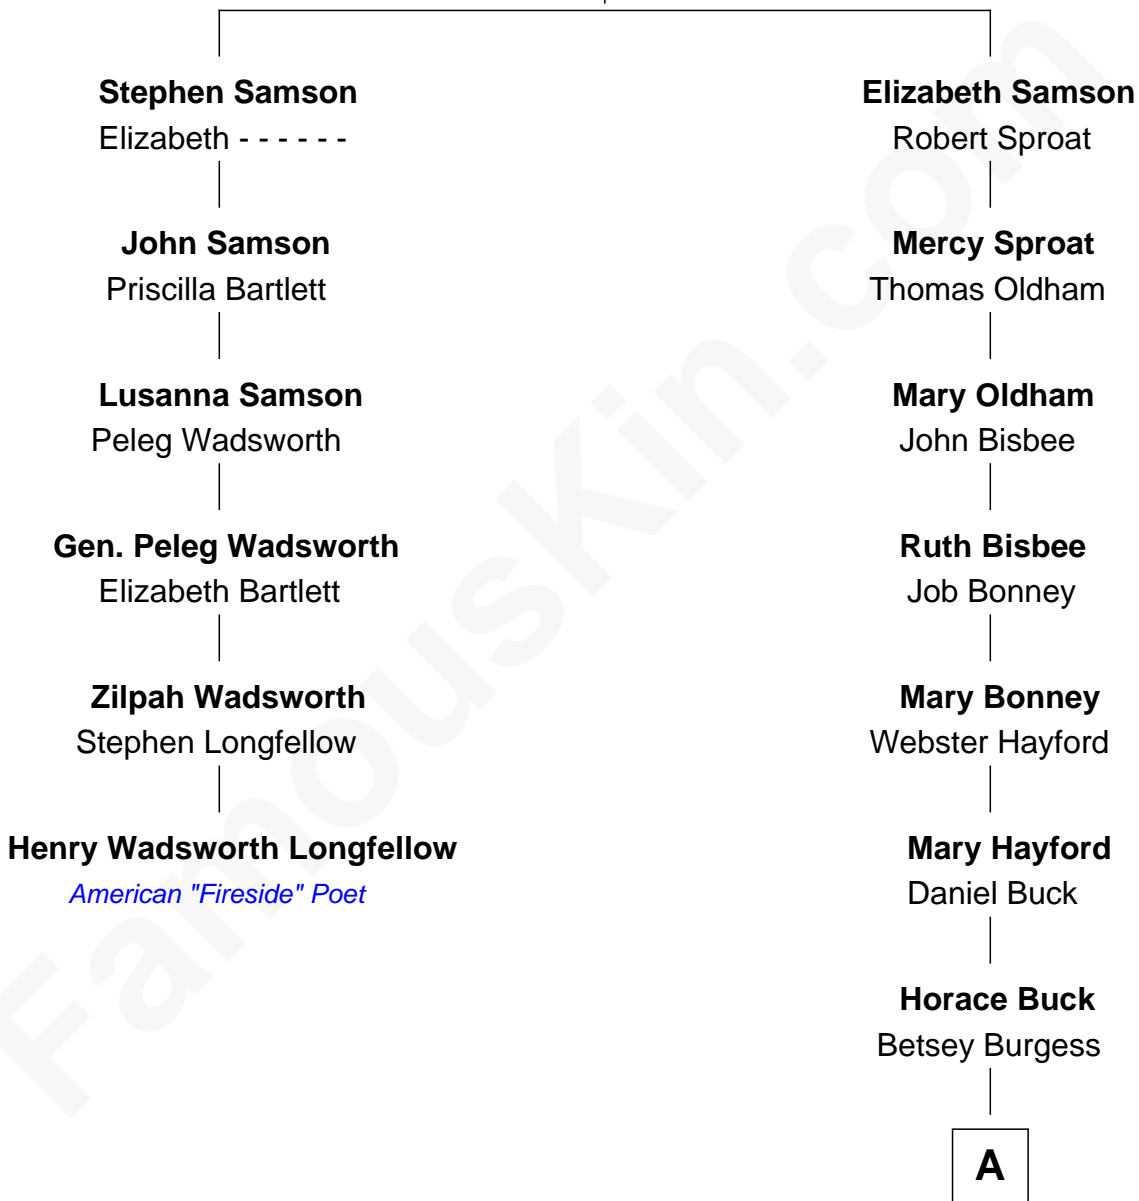 Stephen Samson
Elizabeth - - - - - -
John Samson
Priscilla Bartlett
Lusanna Samson
Peleg Wadsworth
Gen. Peleg Wadsworth
Elizabeth Bartlett
Zilpah Wadsworth
Stephen Longfellow
Henry Wadsworth Longfellow
American "Fireside" Poet
Elizabeth Samson
Robert Sproat
Mercy Sproat
Thomas Oldham
Mary Oldham
John Bisbee
Ruth Bisbee
Job Bonney
Mary Bonney
Webster Hayford
Mary Hayford
Daniel Buck
Horace Buck
Betsey Burgess
A
FamousKin.com